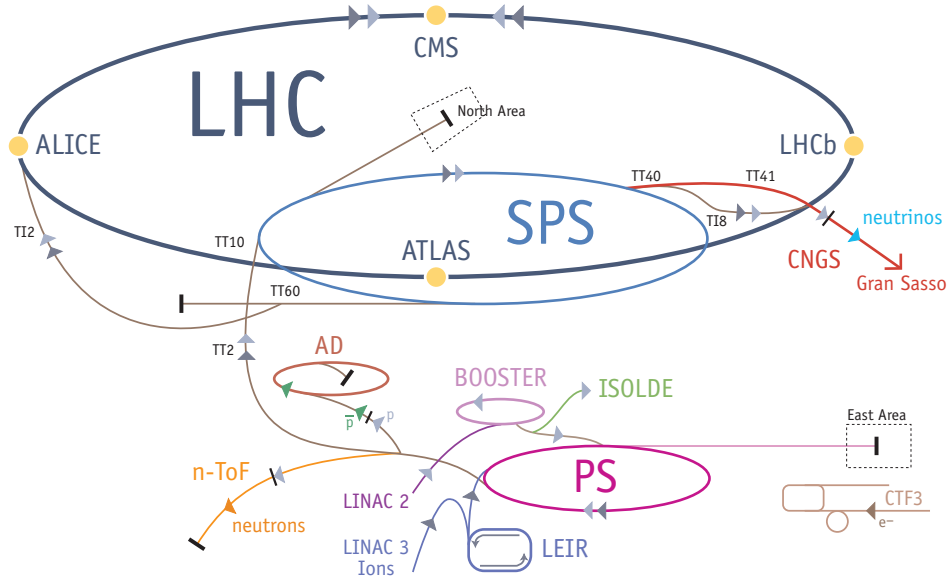 CMS
LHC
North Area
ALICE
LHCb
TT40
TT41
SPS
TI8
neutrinos
TI2
TT10
ATLAS
CNGS
Gran Sasso
TT60
TT2
AD
BOOSTER
ISOLDE
p
p
East Area
n-ToF
PS
LINAC 2
CTF3
neutrons
e–
LINAC 3
Ions
LEIR